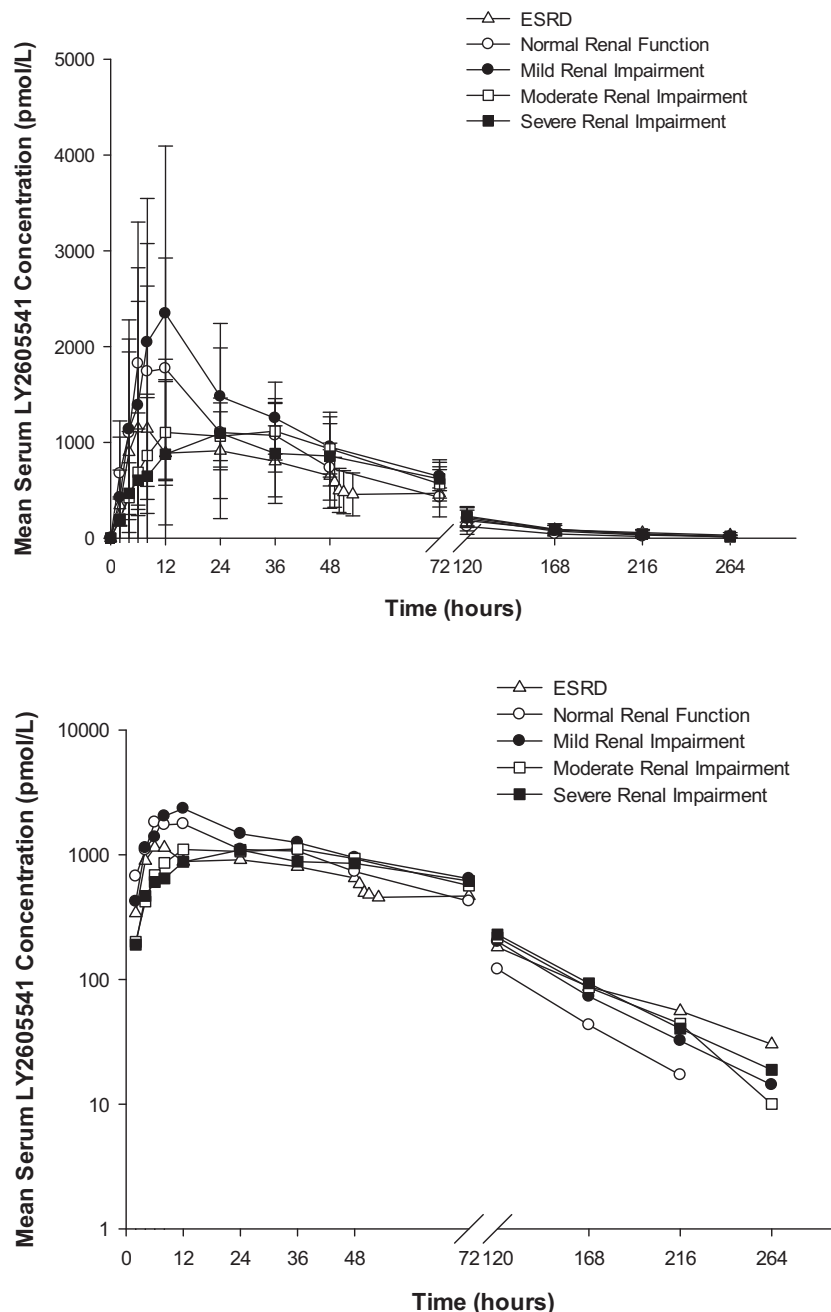 ESRD
Normal Renal Function
Mild Renal Impairment
Moderate Renal Impairment
Severe Renal Impairment
Mean Serum LY2605541 Concentration (pmol/L)
5000
4000
3000
2000
1000
0
0 12 24 36 48 72 120 168 216 264
Time (hours)
ESRD
Normal Renal Function
Mild Renal Impairment
Moderate Renal Impairment
Severe Renal Impairment
Mean Serum LY2605541 Concentration (pmol/L)
10000
1000
100
10
1
0 12 24 36 48 72 120 168 216 264
Time (hours)